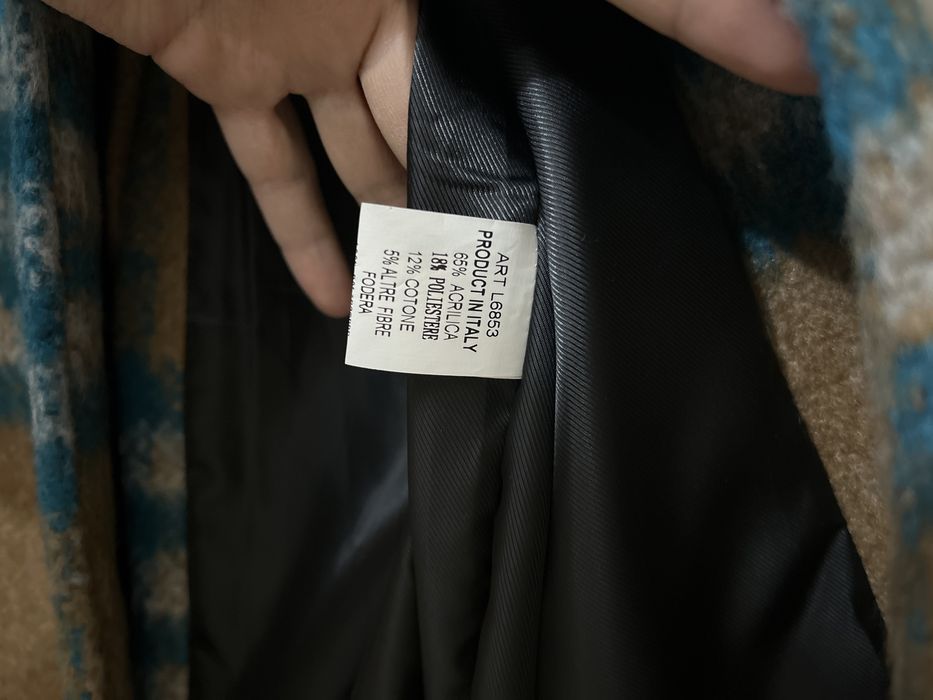 ART L6853
PRODUCT IN ITALY
65% ACRILICA
18% POLIESTERE
12% COTONE
5% ALTRE FIBRE
FODERA